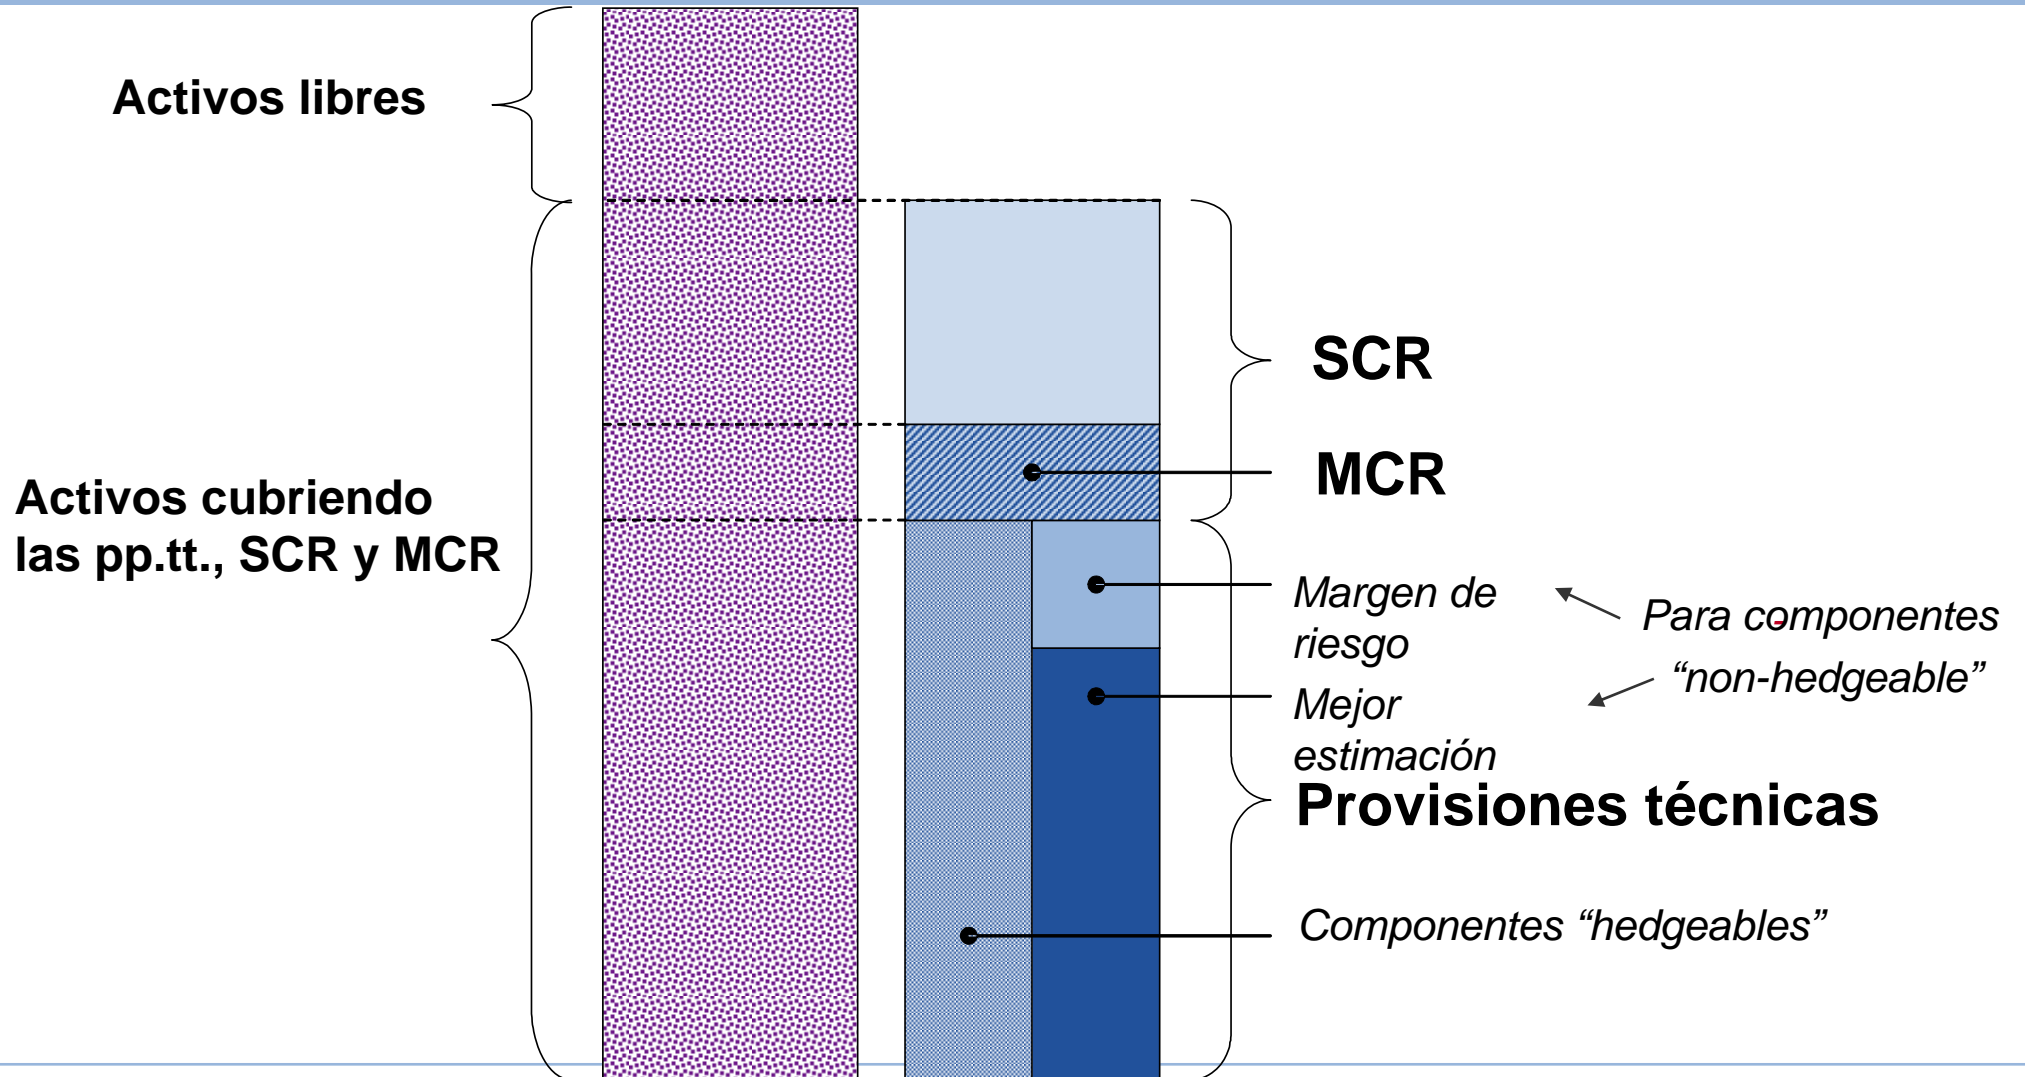 Activos libres
SCR
MCR
Activos cubriendo
las pp.tt., SCR y MCR
Margen de
riesgo
Para componentes
“non-hedgeable”
Mejor
estimación
Provisiones técnicas
Componentes “hedgeables”